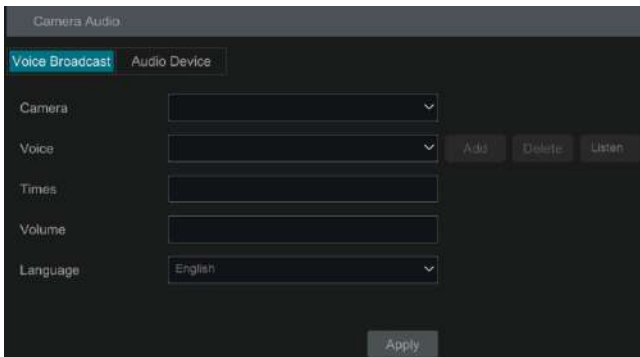 Camera Audio
Voice Broadcast Audio Device
Camera
Voice Add Delete Listen
Times
Volume
Language English
Apply